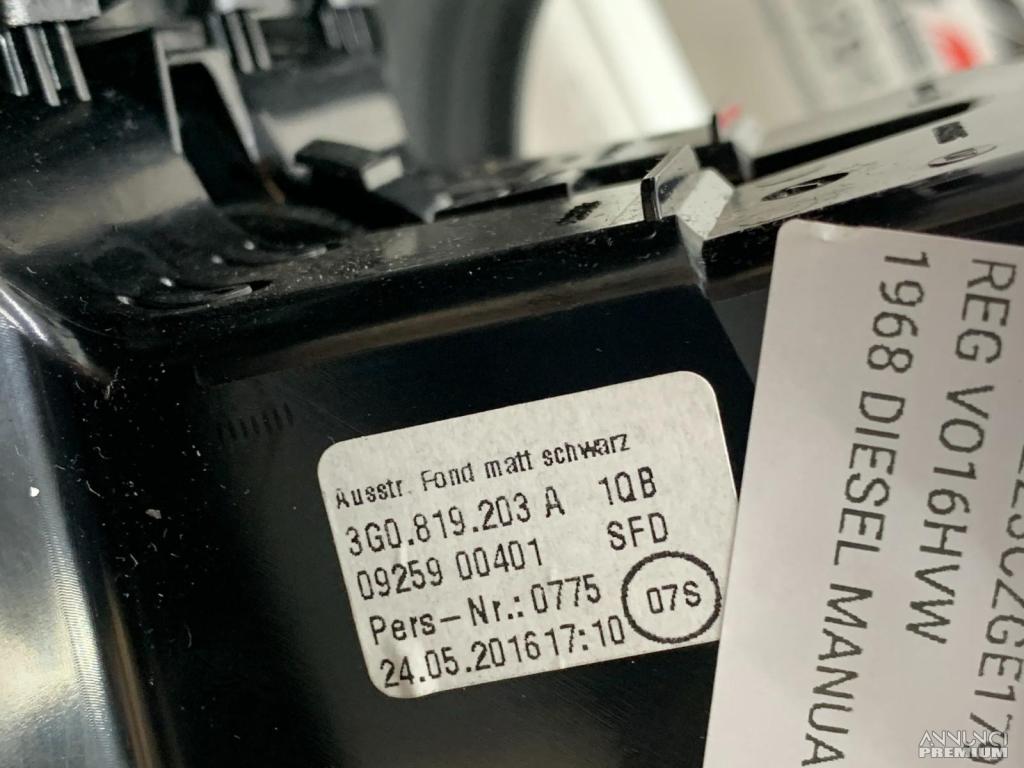 Ausstr. Fond matt schwarz
3G0.819.203 A 1QB
09259 00401 SFD
Pers-Nr.:0775 07S
24.05.2016 17:10
REG VO16HVW
1968 DIESEL MANUA
ANNUNCI
PREMIUM